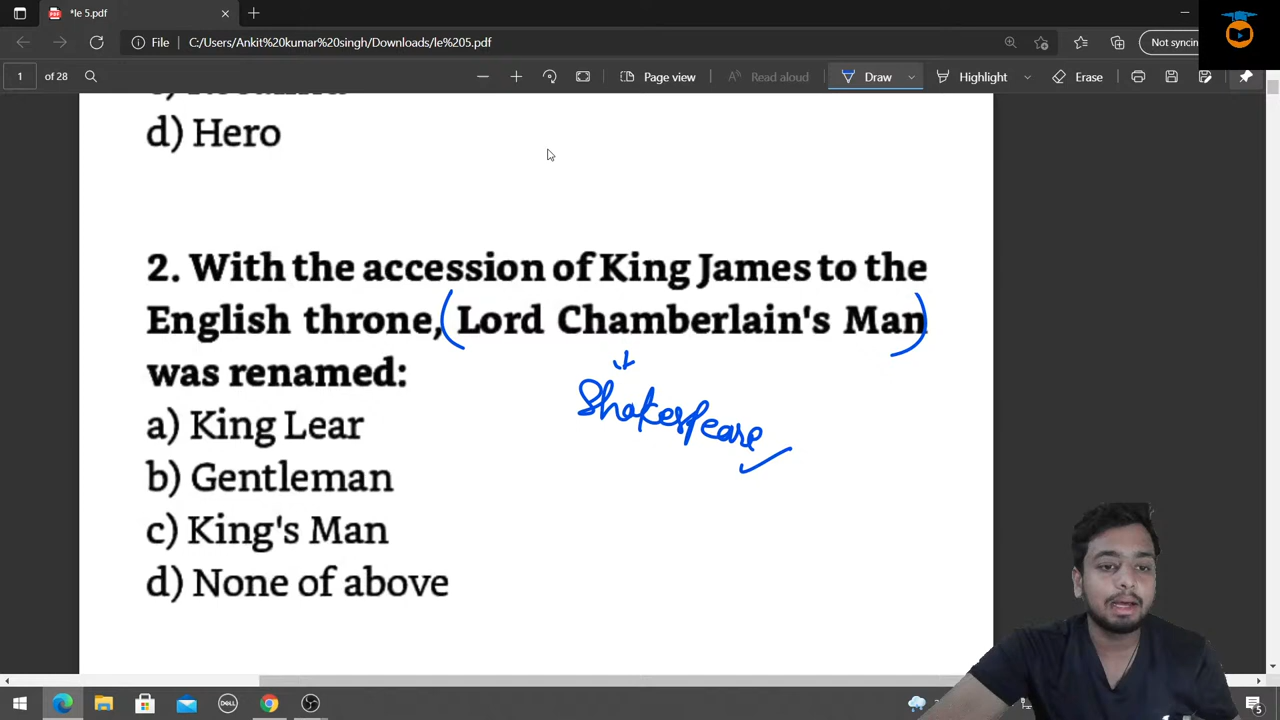 *le 5.pdf
File C:/Users/Ankit%20kumar%20singh/Downloads/le%205.pdf
Not syncin
1 of 28
Page view
Read aloud
Draw
Highlight
Erase
d) Hero
2. With the accession of King James to the
English throne, (Lord Chamberlain's Man)
was renamed:
Shakespeare
a) King Lear
b) Gentleman
c) King's Man
d) None of above
DELL
5